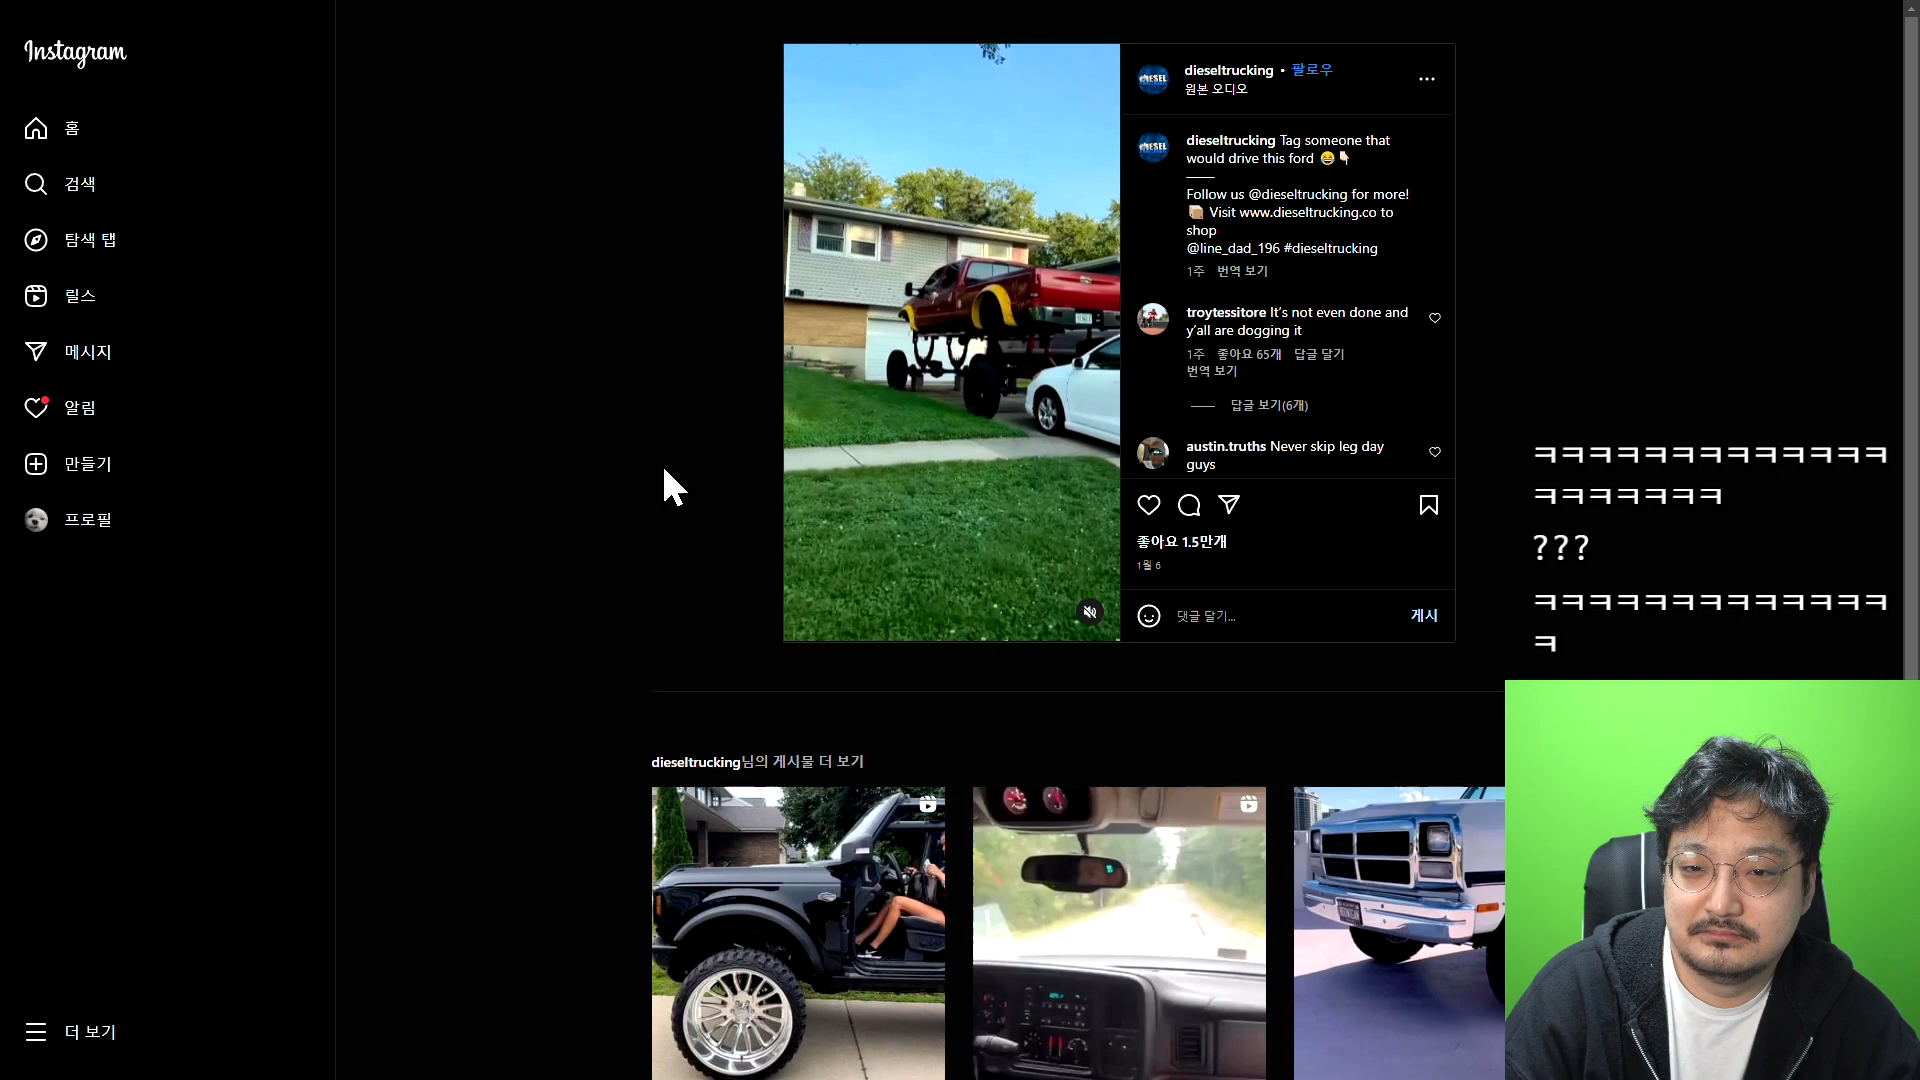 Instagram
홈
검색
탐색 탭
릴스
메시지
알림
만들기
프로필
더 보기
dieseltrucking • 팔로우
원본 오디오
dieseltrucking Tag someone that
would drive this ford 😂👇🏻
——
Follow us @dieseltrucking for more!
📦 Visit www.dieseltrucking.co to
shop
@line_dad_196 #dieseltrucking
1주 번역 보기
troytessitore It’s not even done and
y’all are dogging it
1주 좋아요 65개 답글 달기
번역 보기
답글 보기(6개)
austin.truths Never skip leg day
guys
좋아요 1.5만개
1월 6
댓글 달기...
게시
ㅋㅋㅋㅋㅋㅋㅋㅋㅋㅋㅋㅋㅋ
ㅋㅋㅋㅋㅋㅋㅋ
???
ㅋㅋㅋㅋㅋㅋㅋㅋㅋㅋㅋㅋㅋ
ㅋ
dieseltrucking님의 게시물 더 보기